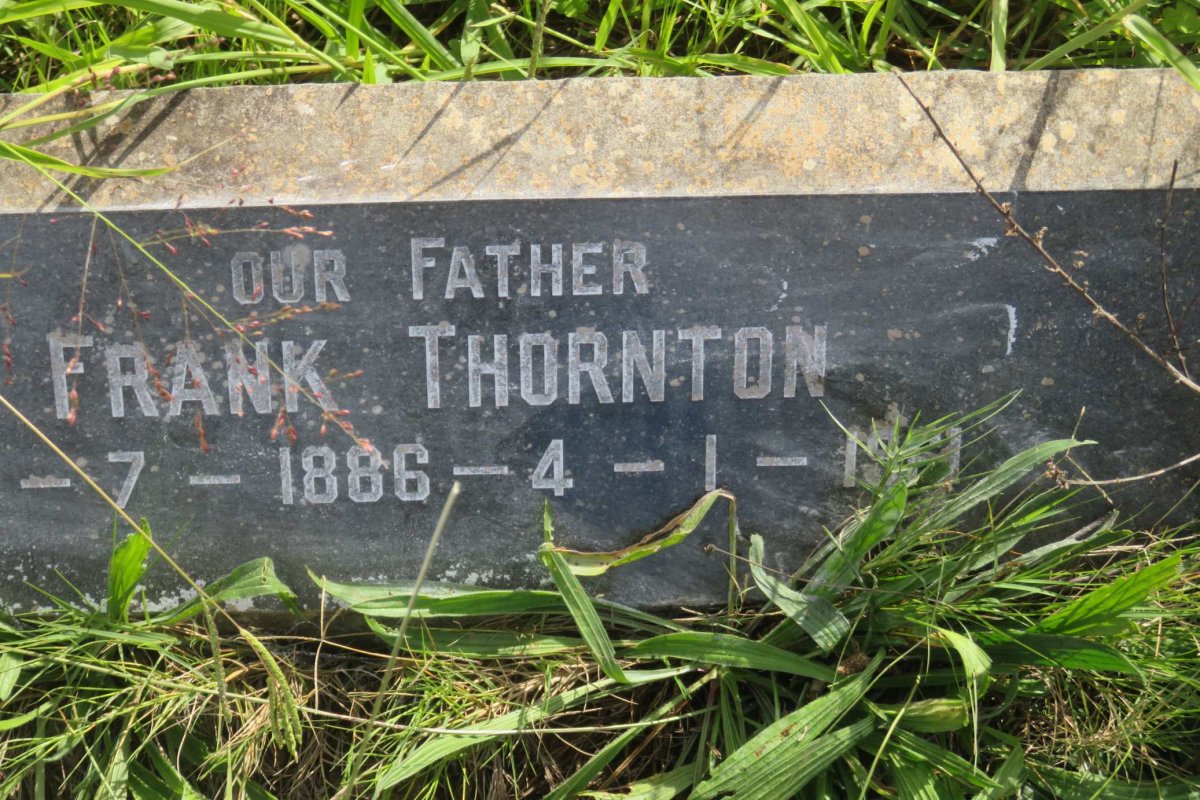 OUR FATHER
FRANK THORNTON
– 7 – 1886 – 4 – 1 –